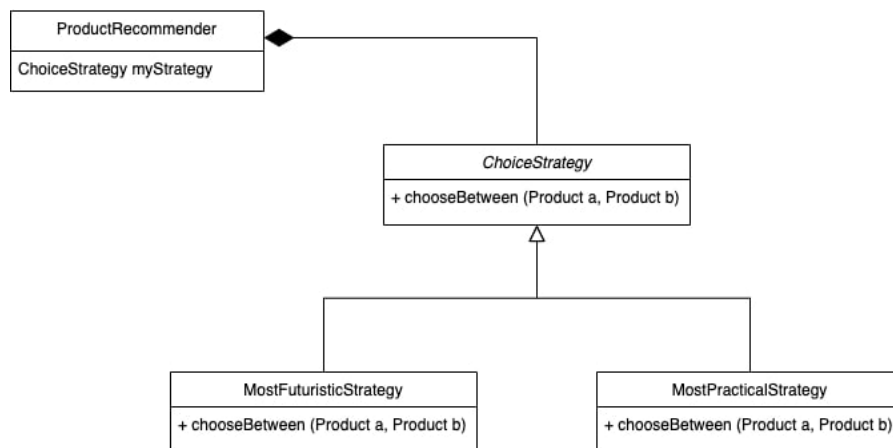 ProductRecommender
ChoiceStrategy myStrategy
ChoiceStrategy
+ chooseBetween (Product a, Product b)
MostFuturisticStrategy
+ chooseBetween (Product a, Product b)
MostPracticalStrategy
+ chooseBetween (Product a, Product b)